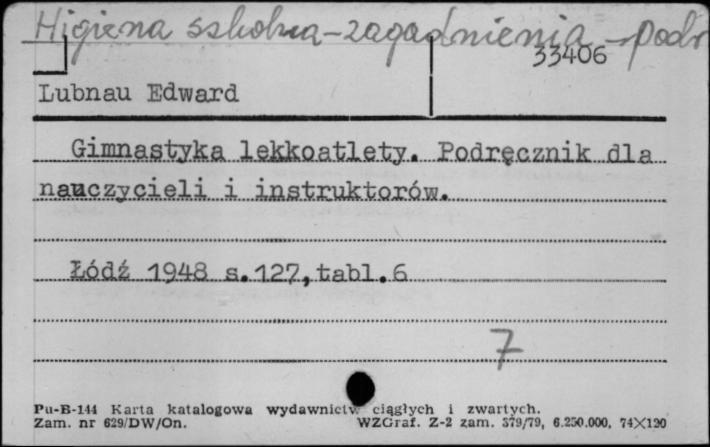 Higiena szkolna - zagadnienia - podr
33406
Lubnau Edward
Gimnastyka lekkoatlety. Podręcznik dla
nauczycieli i instruktorów.
Łódź 1948 s.127,tabl.6
7
Pu-B-144 Karta katalogowa wydawnictw ciągłych i zwartych.
Zam. nr 629/DW/On. WZGraf. Z-2 zam. 379/79, 6.250.000, 74X120